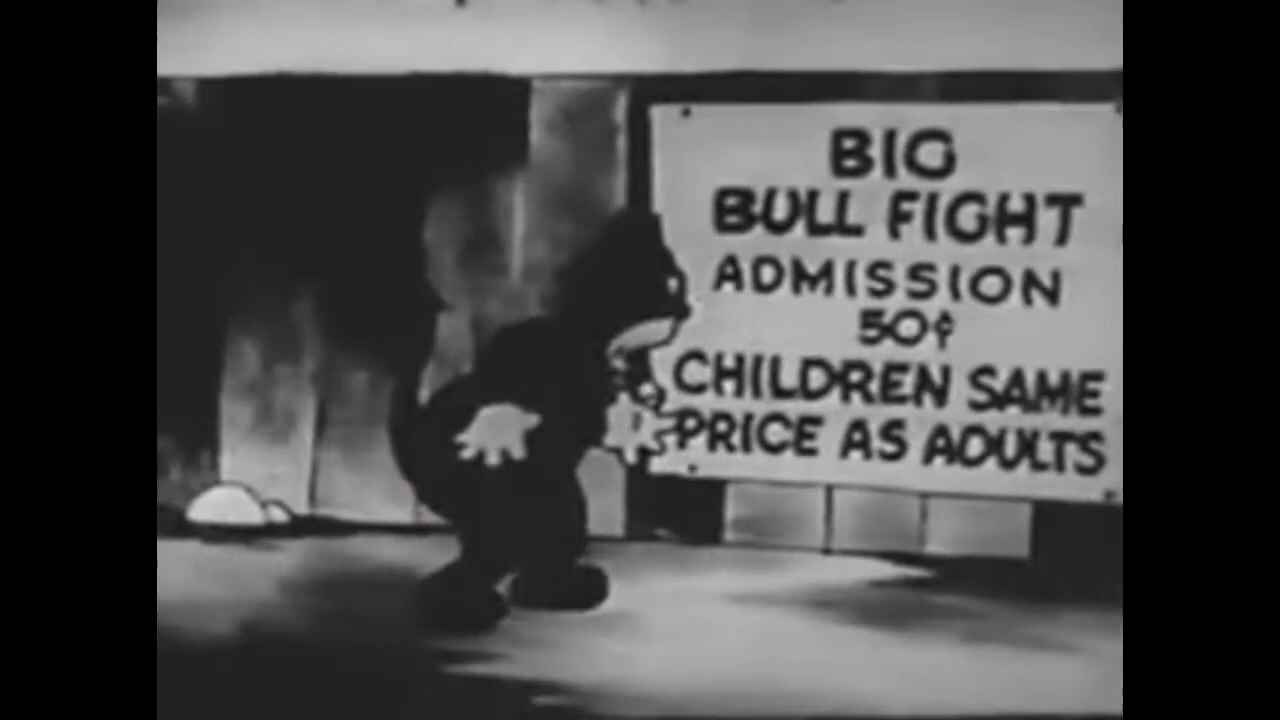 BIG
BULL FIGHT
ADMISSION
50¢
CHILDREN SAME
PRICE AS ADULTS